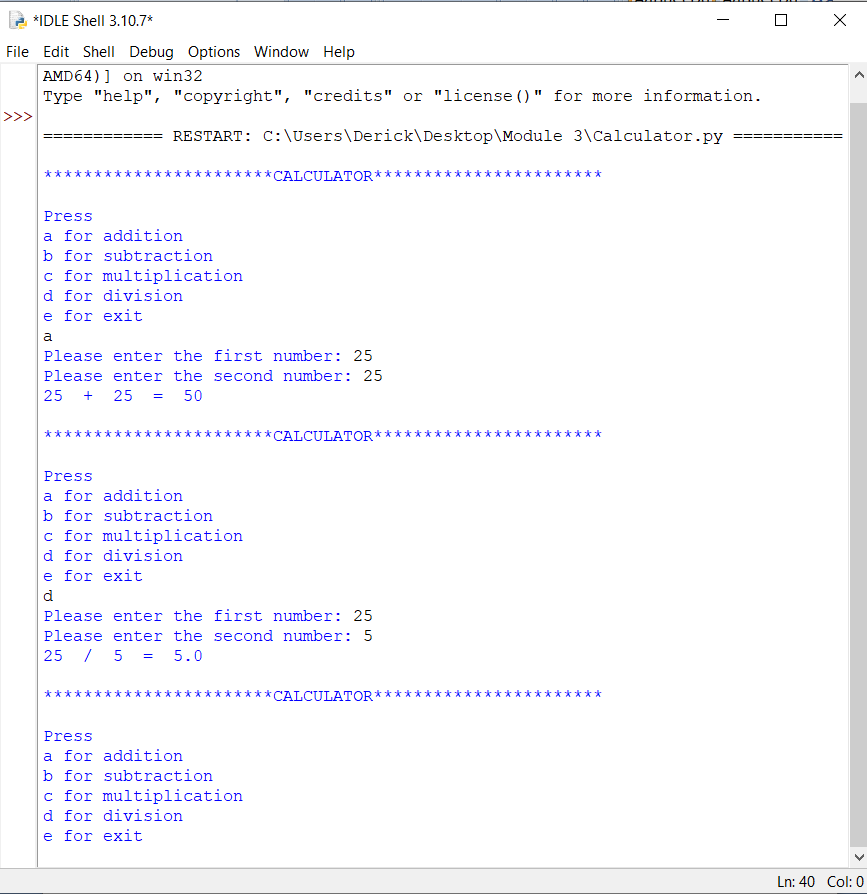 *IDLE Shell 3.10.7*
File Edit Shell Debug Options Window Help
AMD64)] on win32
Type "help", "copyright", "credits" or "license()" for more information.
>>>
============ RESTART: C:\Users\Derick\Desktop\Module 3\Calculator.py ===========
***********************CALCULATOR***********************
Press
a for addition
b for subtraction
c for multiplication
d for division
e for exit
a
Please enter the first number: 25
Please enter the second number: 25
25  +  25  =  50
***********************CALCULATOR***********************
Press
a for addition
b for subtraction
c for multiplication
d for division
e for exit
d
Please enter the first number: 25
Please enter the second number: 5
25  /  5  =  5.0
***********************CALCULATOR***********************
Press
a for addition
b for subtraction
c for multiplication
d for division
e for exit
Ln: 40 Col: 0